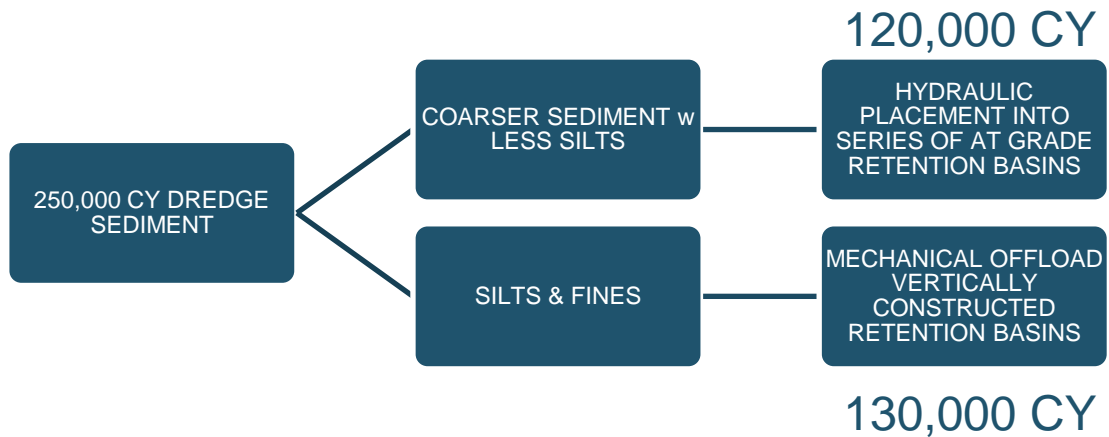 120,000 CY
250,000 CY DREDGE
SEDIMENT
COARSER SEDIMENT w
LESS SILTS
HYDRAULIC
PLACEMENT INTO
SERIES OF AT GRADE
RETENTION BASINS
SILTS & FINES
MECHANICAL OFFLOAD
VERTICALLY
CONSTRUCTED
RETENTION BASINS
130,000 CY